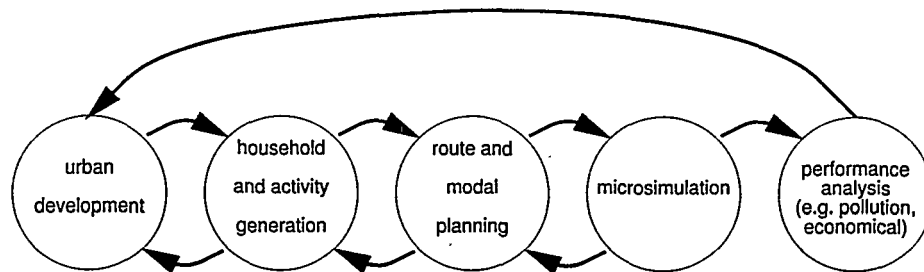 urban
development
household
and activity
generation
route and
modal
planning
microsimulation
performance
analysis
(e.g. pollution,
economical)